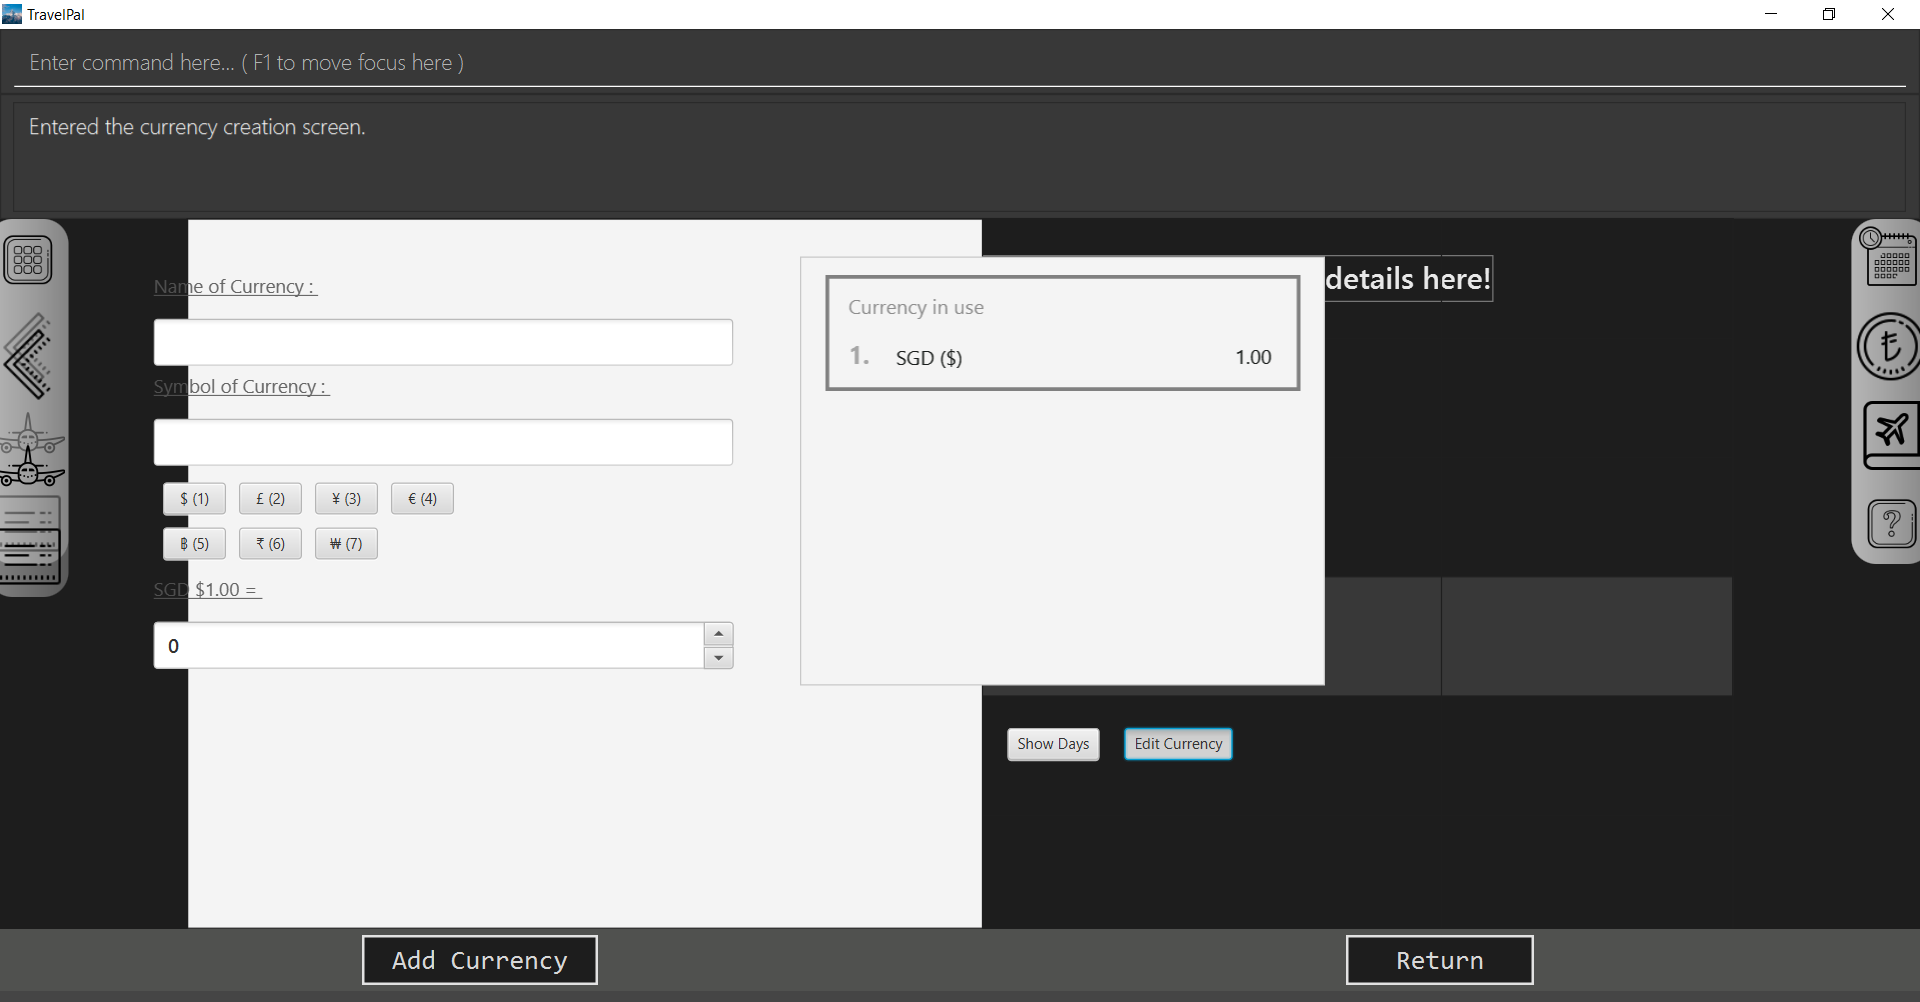 TravelPal
Enter command here... ( F1 to move focus here )
Entered the currency creation screen.
Name of Currency :
Symbol of Currency :
$ (1)
£ (2)
¥ (3)
€ (4)
฿ (5)
₹ (6)
₩ (7)
SGD $1.00 =
0
details here!
Currency in use
1. SGD ($) 1.00
Show Days
Edit Currency
Add Currency
Return